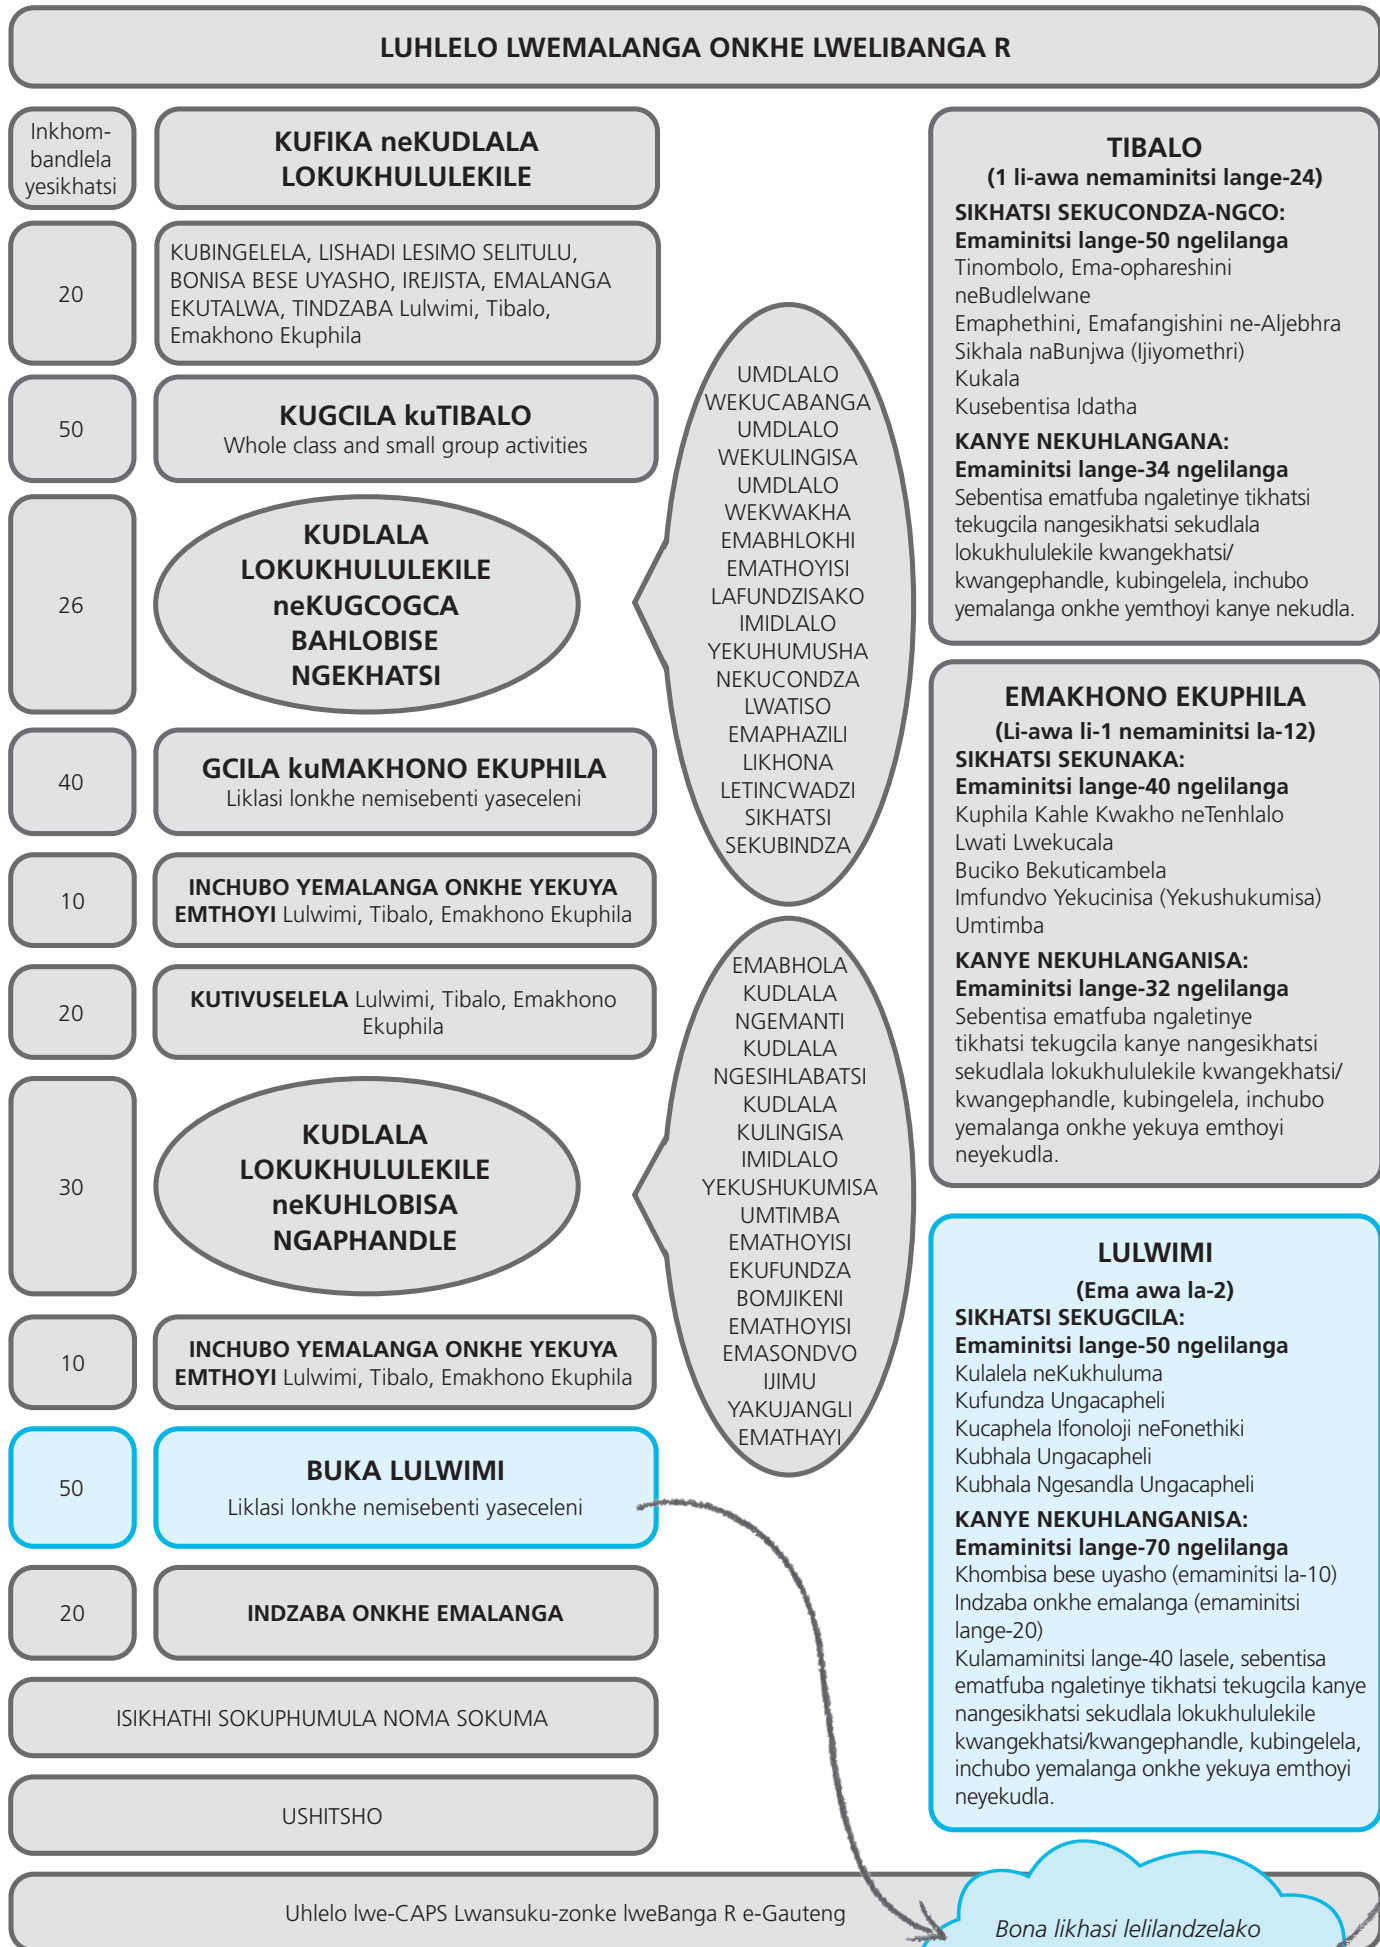 LUHLELO LWEMALANGA ONKHE LWELIBANGA R
Inkhom-
bandlela
yesikhatsi
KUFIKA neKUDLALA
LOKUKHULULEKILE
20
KUBINGELELA, LISHADI LESIMO SELITULU,
BONISA BESE UYASHO, IREJISTA, EMALANGA
EKUTALWA, TINDZABA Lulwimi, Tibalo,
Emakhono Ekuphila
50
KUGCILA kuTIBALO
Whole class and small group activities
26
KUDLALA
LOKUKHULULEKILE
neKUGCOGCA
BAHLOBISE
NGEKHATSI
40
GCILA kuMAKHONO EKUPHILA
Liklasi lonkhe nemisebenti yaseceleni
10
INCHUBO YEMALANGA ONKHE YEKUYA
EMTHOYI Lulwimi, Tibalo, Emakhono Ekuphila
20
KUTIVUSELELA Lulwimi, Tibalo, Emakhono
Ekuphila
30
KUDLALA
LOKUKHULULEKILE
neKUHLOBISA
NGAPHANDLE
10
INCHUBO YEMALANGA ONKHE YEKUYA
EMTHOYI Lulwimi, Tibalo, Emakhono Ekuphila
50
BUKA LULWIMI
Liklasi lonkhe nemisebenti yaseceleni
20
INDZABA ONKHE EMALANGA
ISIKHATHI SOKUPHUMULA NOMA SOKUMA
USHITSHO
Uhlelo lwe-CAPS Lwansuku-zonke lweBanga R e-Gauteng
UMDLALO
WEKUCABANGA
UMDLALO
WEKULINGISA
UMDLALO
WEKWAKHA
EMABHLOKHI
EMATHOYISI
LAFUNDZISAKO
IMIDLALO
YEKUHUMUSHA
NEKUCONDZA
LWATISO
EMAPHAZILI
LIKHONA
LETINCWADZI
SIKHATSI
SEKUBINDZA
EMABHOLA
KUDLALA
NGEMANTI
KUDLALA
NGESIHLABATSI
KUDLALA
KULINGISA
IMIDLALO
YEKUSHUKUMISA
UMTIMBA
EMATHOYISI
EKUFUNDZA
BOMJIKENI
EMATHOYISI
EMASONDVO
IJIMU
YAKUJANGLI
EMATHAYI
TIBALO
(1 li-awa nemaminitsi lange-24)
SIKHATSI SEKUCONDZA-NGCO:
Emaminitsi lange-50 ngelilanga
Tinombolo, Ema-ophareshini
neBudlelwane
Emaphethini, Emafangishini ne-Aljebhra
Sikhala naBunjwa (Ijiyomethri)
Kukala
Kusebentisa Idatha
KANYE NEKUHLANGANA:
Emaminitsi lange-34 ngelilanga
Sebentisa ematfuba ngaletinye tikhatsi
tekugcila nangesikhatsi sekudlala
lokukhululekile kwangekhatsi/
kwangephandle, kubingelela, inchubo
yemalanga onkhe yemthoyi kanye nekudla.
EMAKHONO EKUPHILA
(Li-awa li-1 nemaminitsi la-12)
SIKHATSI SEKUNAKA:
Emaminitsi lange-40 ngelilanga
Kuphila Kahle Kwakho neTenhlalo
Lwati Lwekucala
Buciko Bekuticambela
Imfundvo Yekucinisa (Yekushukumisa)
Umtimba
KANYE NEKUHLANGANISA:
Emaminitsi lange-32 ngelilanga
Sebentisa ematfuba ngaletinye
tikhatsi tekugcila kanye nangesikhatsi
sekudlala lokukhululekile kwangekhatsi/
kwangephandle, kubingelela, inchubo
yemalanga onkhe yekuya emthoyi
neyekudla.
LULWIMI
(Ema awa la-2)
SIKHATSI SEKUGCILA:
Emaminitsi lange-50 ngelilanga
Kulalela neKukhuluma
Kufundza Ungacapheli
Kucaphela Ifonoloji neFonethiki
Kubhala Ungacapheli
Kubhala Ngesandla Ungacapheli
KANYE NEKUHLANGANISA:
Emaminitsi lange-70 ngelilanga
Khombisa bese uyasho (emaminitsi la-10)
Indzaba onkhe emalanga (emaminitsi
lange-20)
Kulamaminitsi lange-40 lasele, sebentisa
ematfuba ngaletinye tikhatsi tekugcila kanye
nangesikhatsi sekudlala lokukhululekile
kwangekhatsi/kwangephandle, kubingelela,
inchubo yemalanga onkhe yekuya emthoyi
neyekudla.
Bona likhasi lelilandzelako